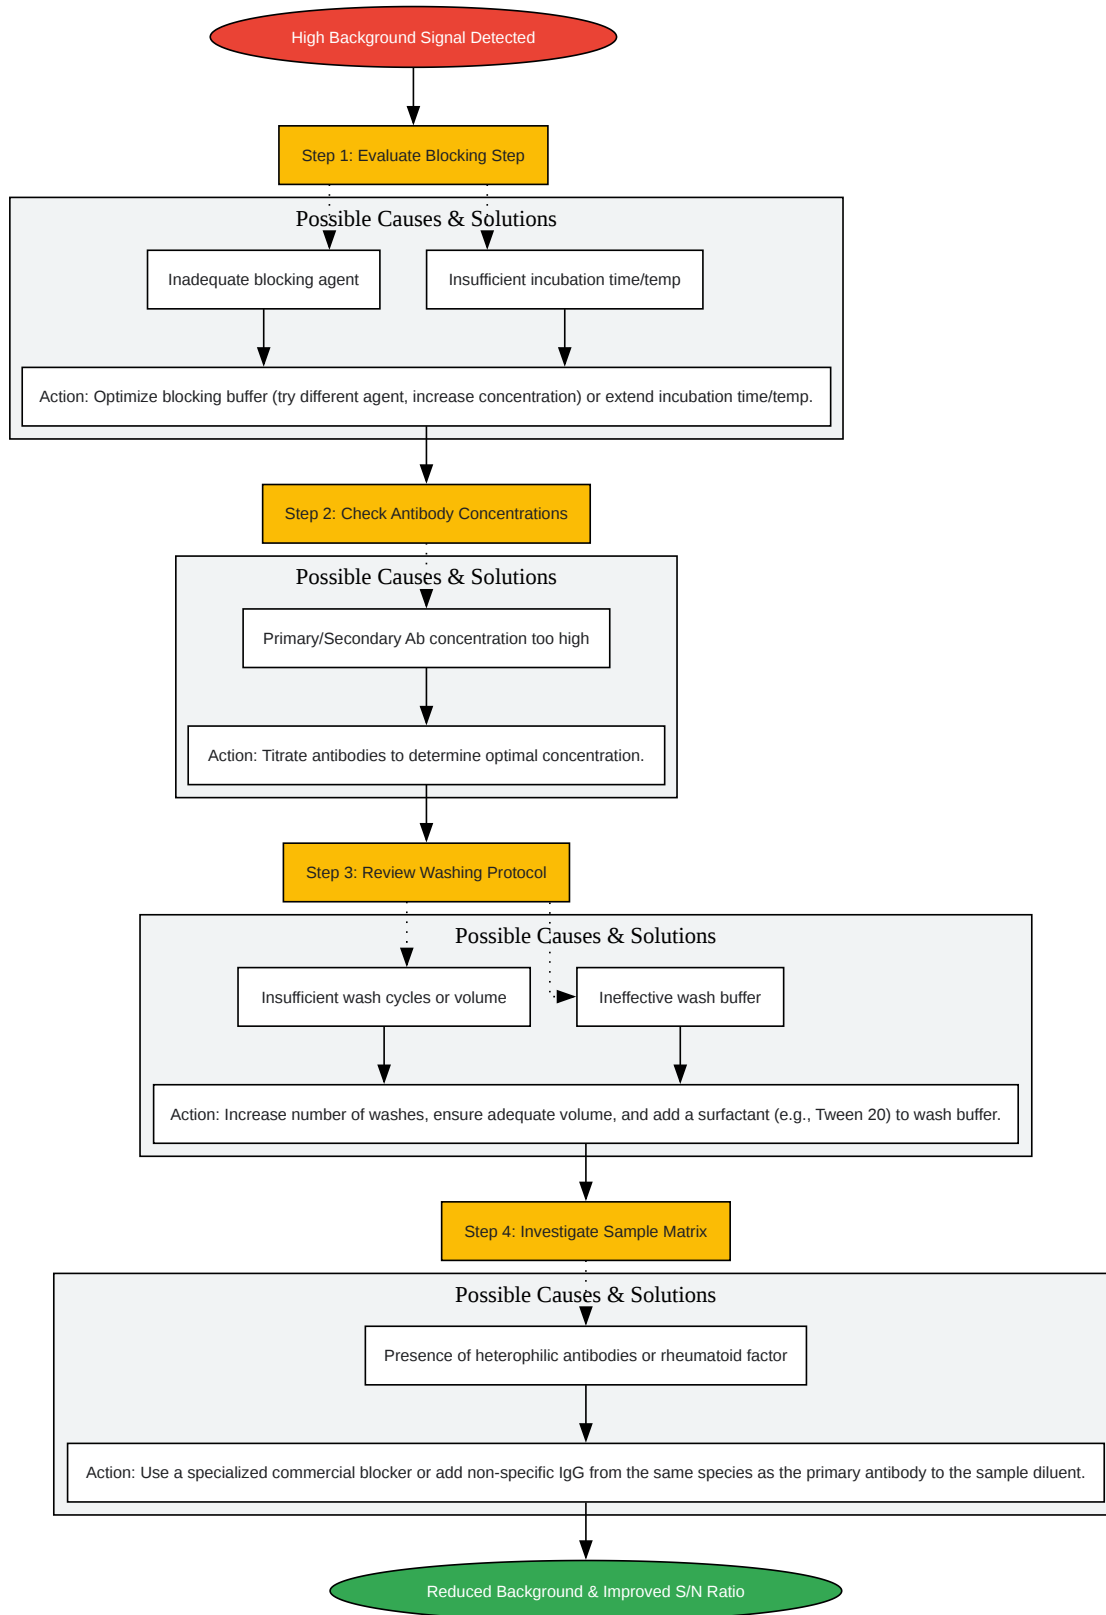 High Background Signal Detected
Step 1: Evaluate Blocking Step
Possible Causes & Solutions
Inadequate blocking agent
Insufficient incubation time/temp
Action: Optimize blocking buffer (try different agent, increase concentration) or extend incubation time/temp.
Step 2: Check Antibody Concentrations
Possible Causes & Solutions
Primary/Secondary Ab concentration too high
Action: Titrate antibodies to determine optimal concentration.
Step 3: Review Washing Protocol
Possible Causes & Solutions
Insufficient wash cycles or volume
Ineffective wash buffer
Action: Increase number of washes, ensure adequate volume, and add a surfactant (e.g., Tween 20) to wash buffer.
Step 4: Investigate Sample Matrix
Possible Causes & Solutions
Presence of heterophilic antibodies or rheumatoid factor
Action: Use a specialized commercial blocker or add non-specific IgG from the same species as the primary antibody to the sample diluent.
Reduced Background & Improved S/N Ratio